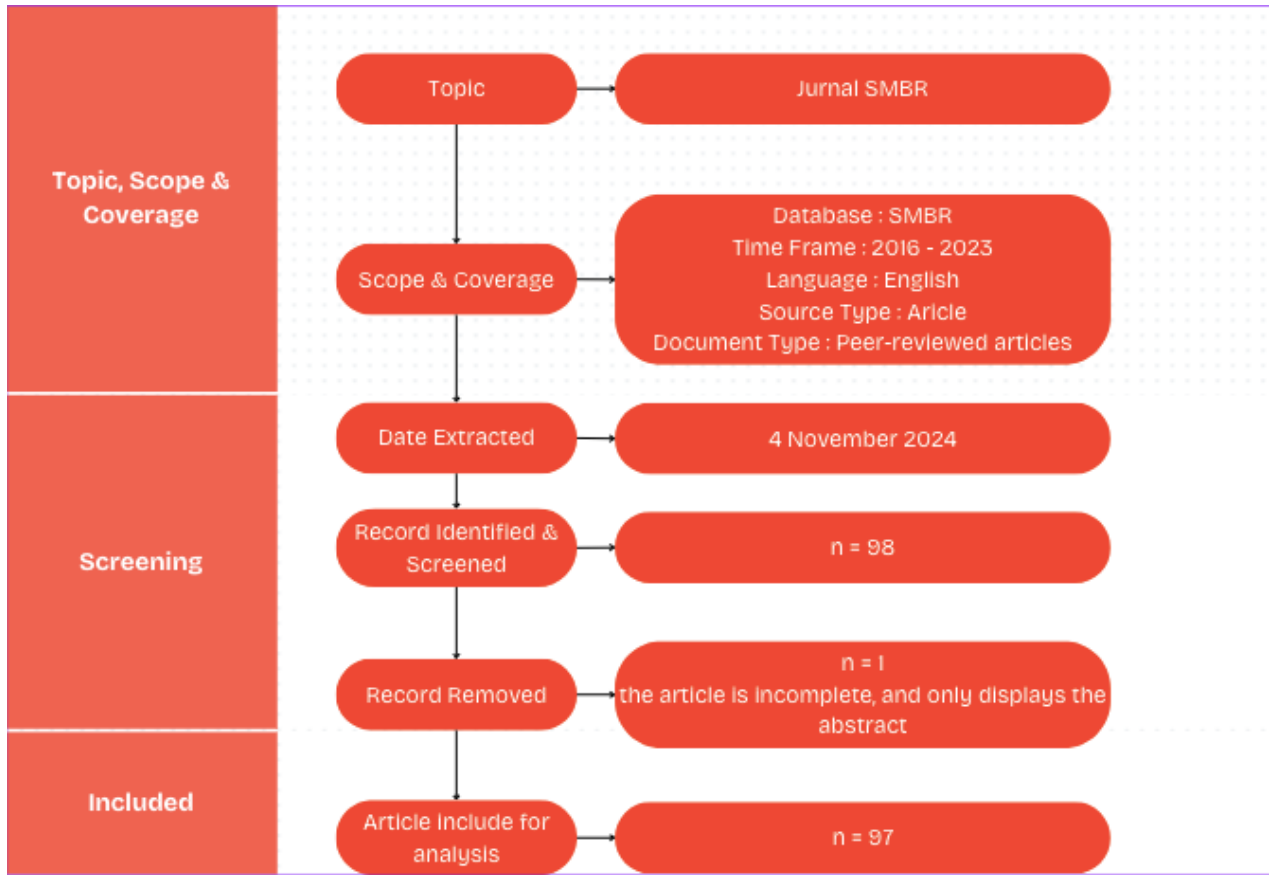 Topic, Scope &
Coverage
Topic
Jurnal SMBR
Scope & Coverage
Database : SMBR
Time Frame : 2016 - 2023
Language : English
Source Type : Aricle
Document Type : Peer-reviewed articles
Screening
Date Extracted
4 November 2024
Record Identified &
Screened
n = 98
Record Removed
n = 1
the article is incomplete, and only displays the
abstract
Included
Article include for
analysis
n = 97